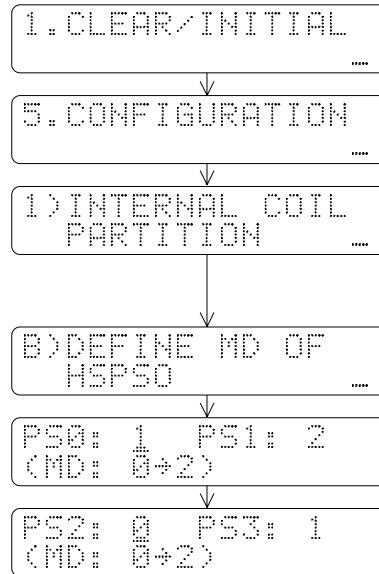 1.CLEAR/INITIAL
.....
5.CONFIGURATION
.....
1)INTERNAL COIL
PARTITION .....
B)DEFINE MD OF
HSPSO .....
PS0: 1 PS1: 2
(MD: 0→2)
PS2: 0 PS3: 1
(MD: 0→2)